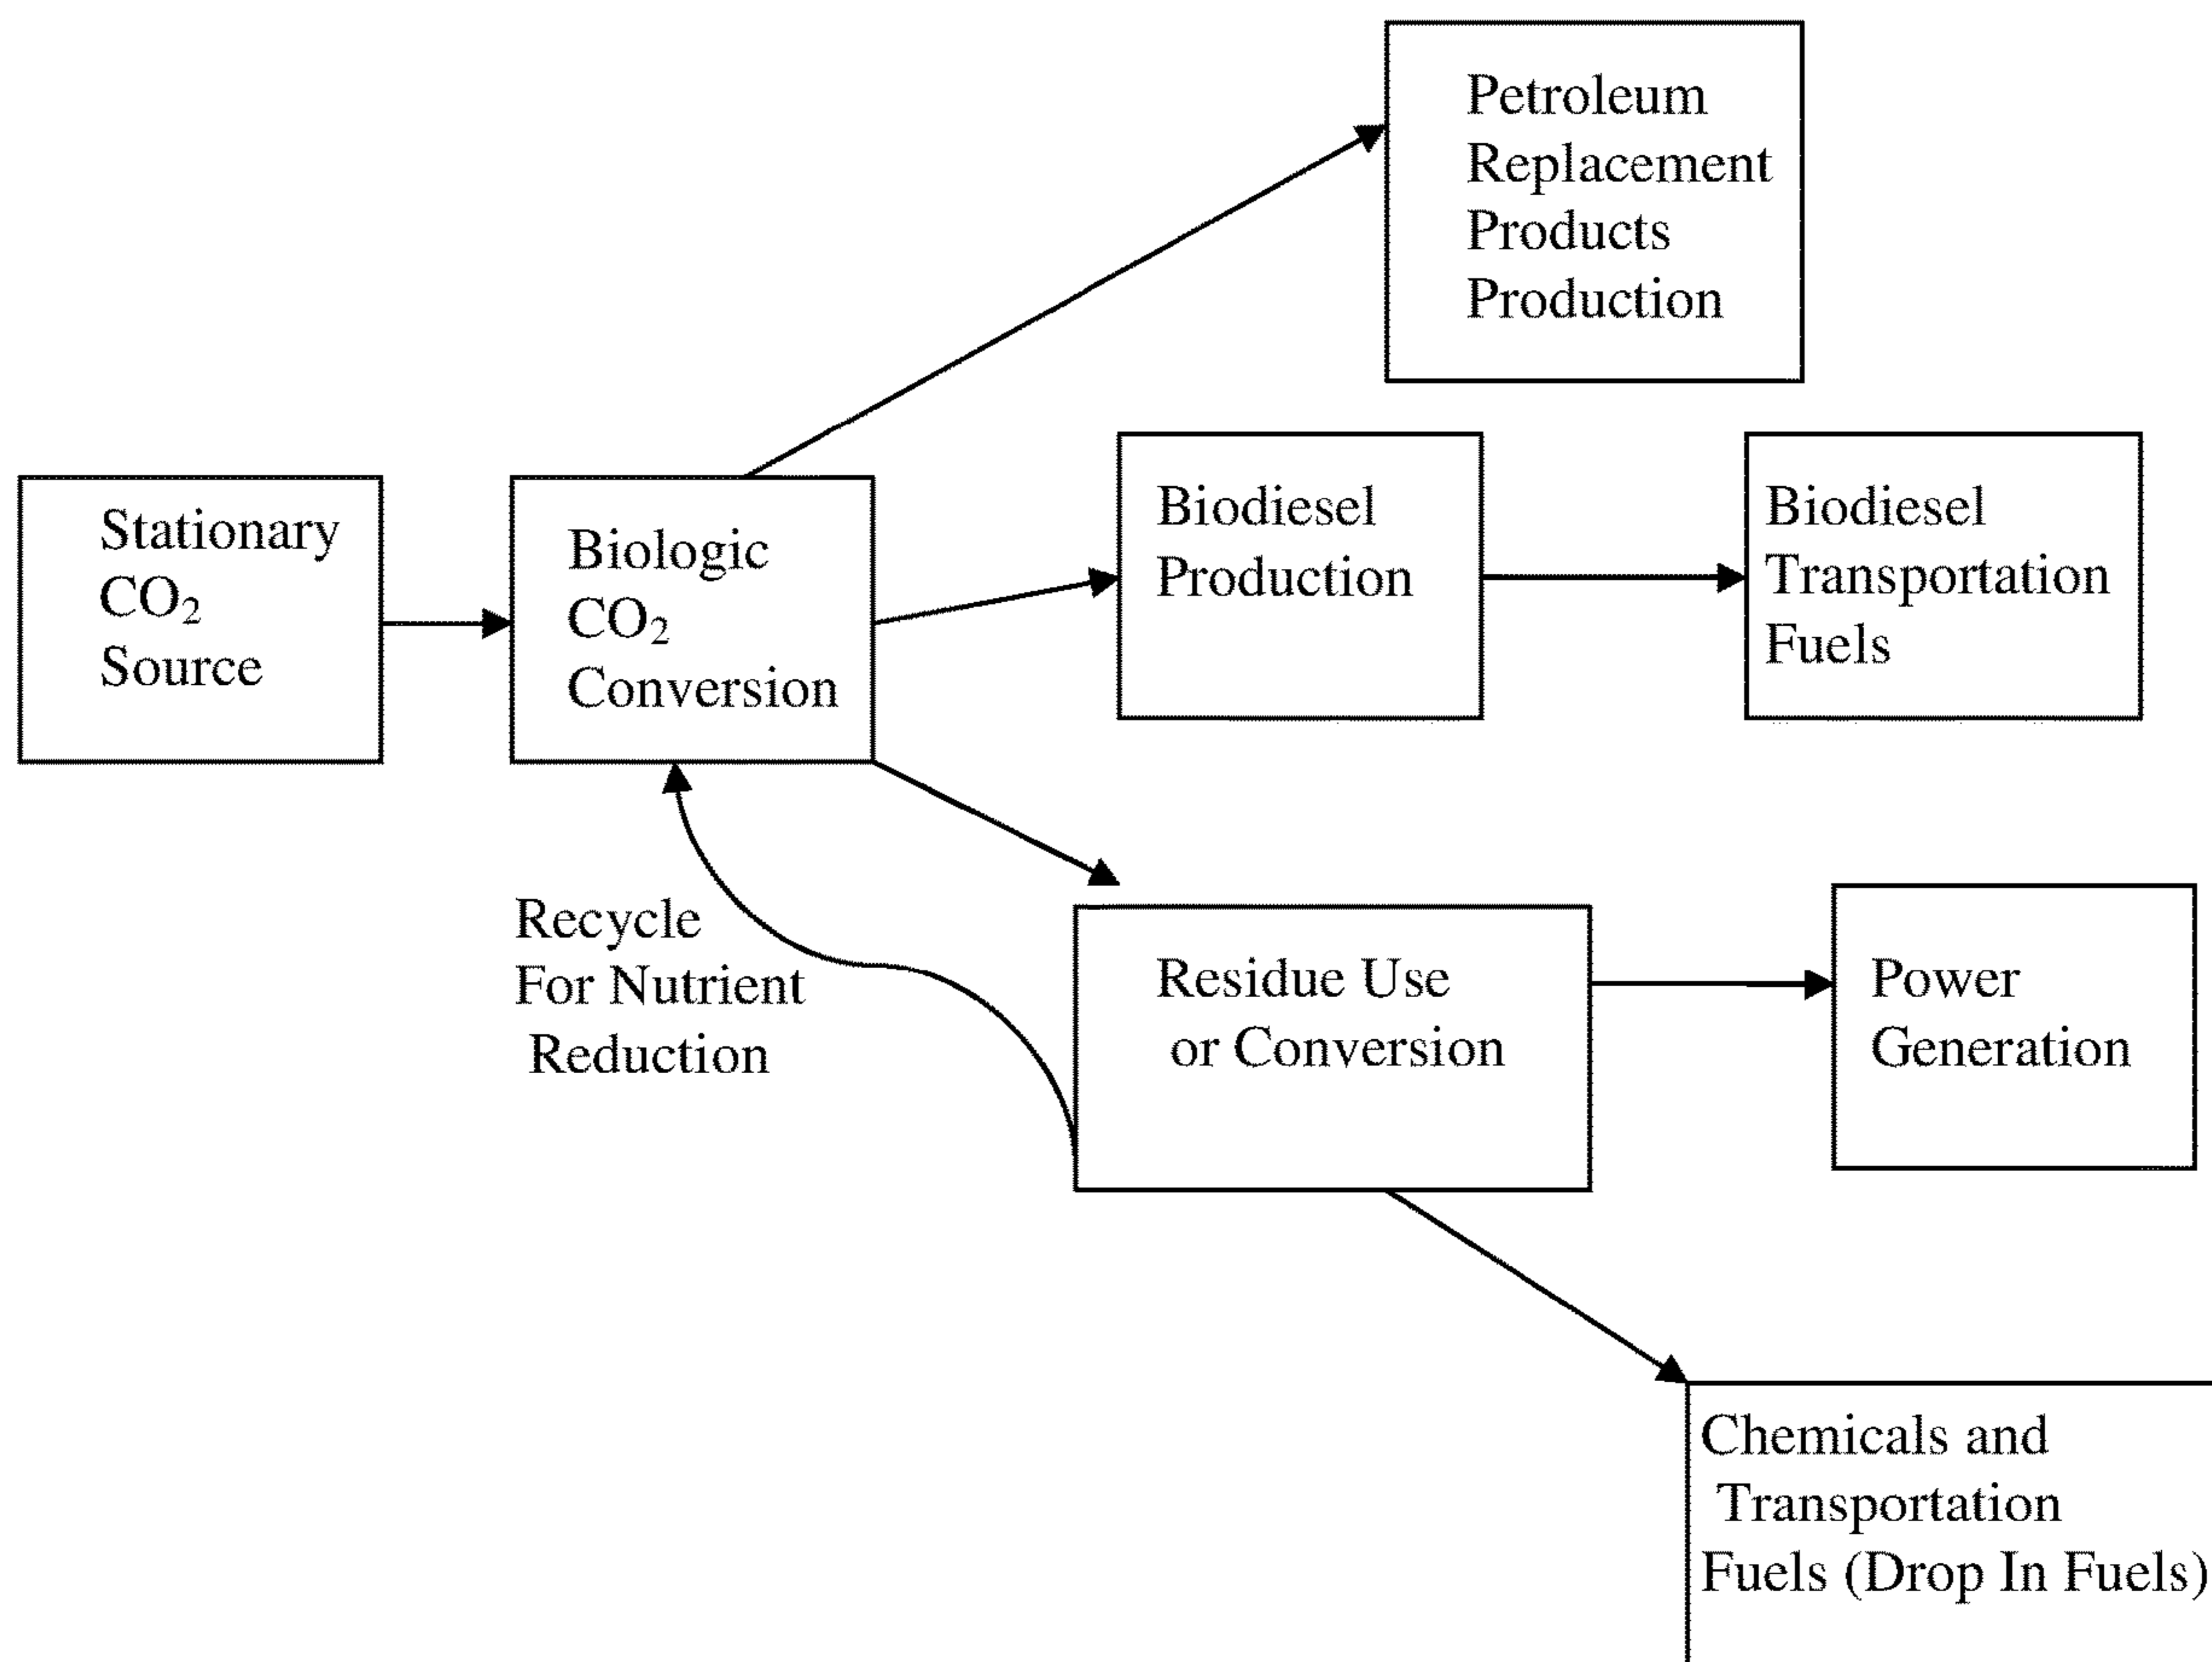 Petroleum
Replacement
Products
Production
Stationary
CO₂
Source
Biologic
CO₂
Conversion
Biodiesel
Production
Biodiesel
Transportation
Fuels
Recycle
For Nutrient
Reduction
Residue Use
or Conversion
Power
Generation
Chemicals and
Transportation
Fuels (Drop In Fuels)